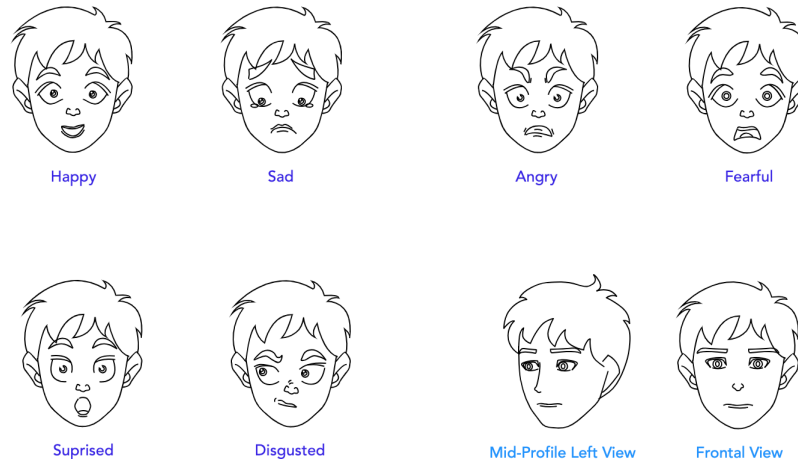 Happy
Sad
Angry
Fearful
Suprised
Disgusted
Mid-Profile Left View
Frontal View